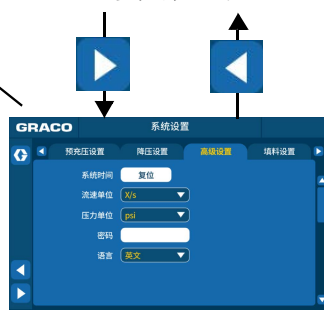 GRACO 系统设置
预充压设置 降压设置 高级设置 填料设置
系统时间 复位
流速单位 X/s
压力单位 psi
密码
语言 英文